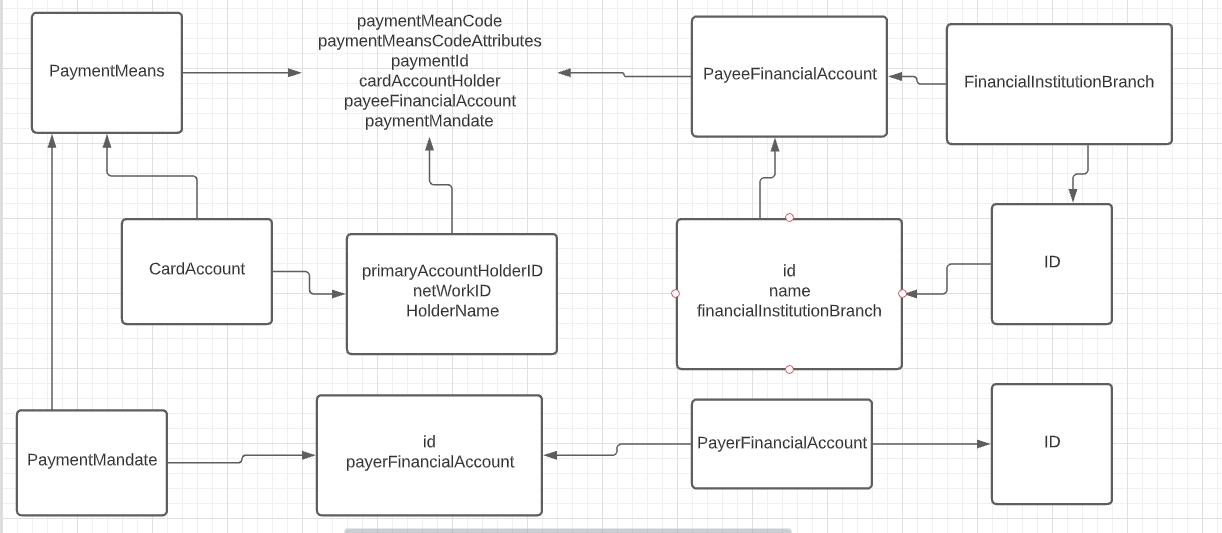 PaymentMeans
paymentMeanCode
paymentMeansCodeAttributes
paymentId
cardAccountHolder
payeeFinancialAccount
paymentMandate
PayeeFinancialAccount
FinancialInstitutionBranch
CardAccount
primaryAccountHolderID
netWorkID
HolderName
id
name
financialInstitutionBranch
ID
PaymentMandate
id
payerFinancialAccount
PayerFinancialAccount
ID